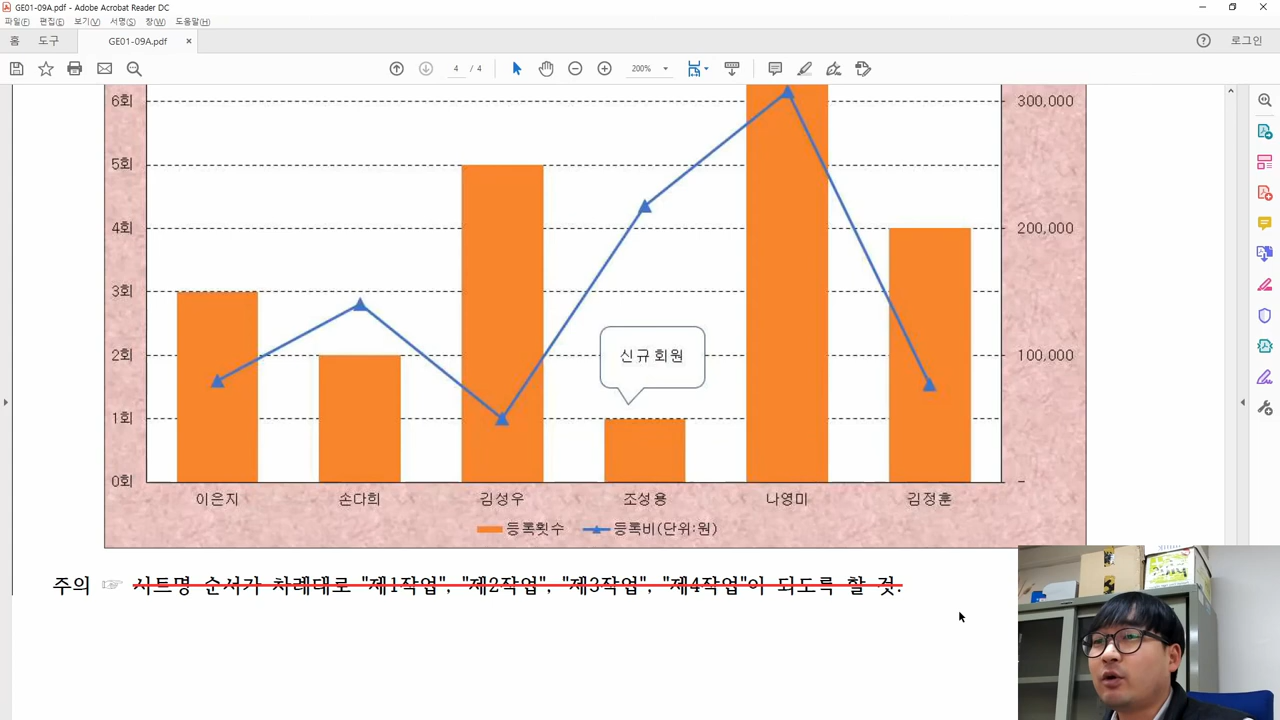 GE01-09A.pdf - Adobe Acrobat Reader DC
파일(F) 편집(E) 보기(V) 서명(S) 창(W) 도움말(H)
홈 도구 GE01-09A.pdf × 로그인
4 / 4 200%
6회 300,000
5회
4회 200,000
3회
2회 신규 회원 100,000
1회
0회 –
이은지 손다희 김성우 조성용 나영미 김정훈
등록횟수 등록비(단위:원)
주의 ☞ 시트명 순서가 차례대로 "제1작업", "제2작업", "제3작업", "제4작업"이 되도록 할 것.